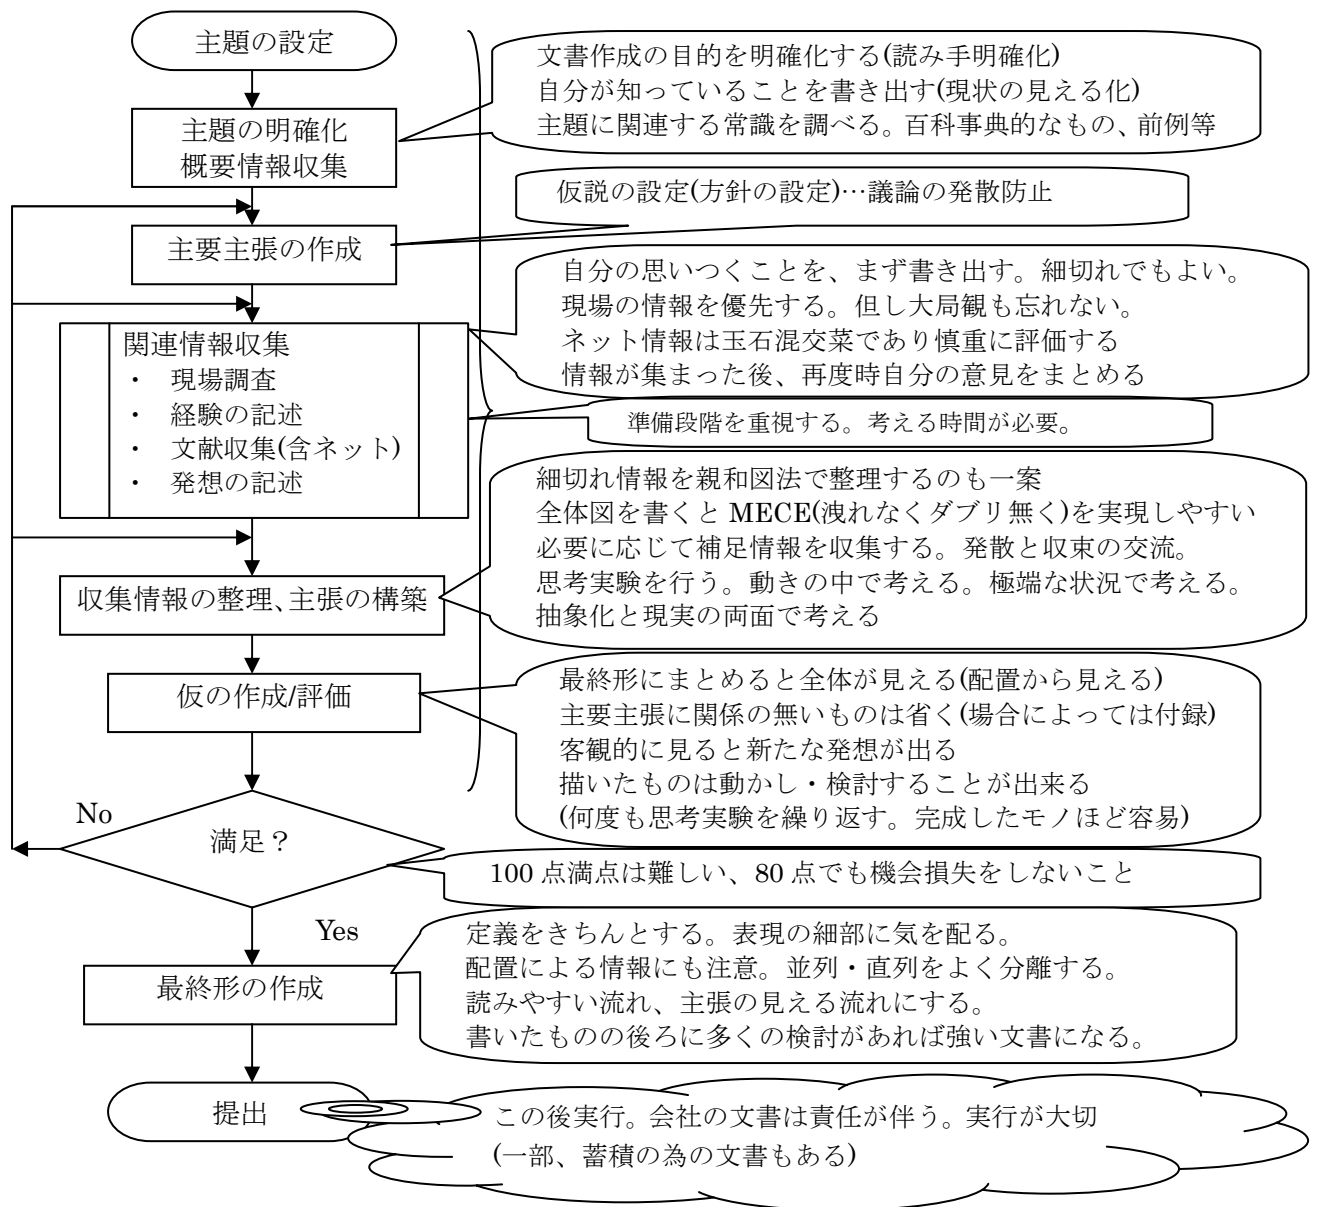 主題の設定
文書作成の目的を明確化する(読み手明確化)
自分が知っていることを書き出す(現状の見える化)
主題に関連する常識を調べる。百科事典的なもの、前例等
主題の明確化
概要情報収集
仮説の設定(方針の設定)…議論の発散防止
主要主張の作成
自分の思いつくことを、まず書き出す。細切れでもよい。
現場の情報を優先する。但し大局観も忘れない。
ネット情報は玉石混交菜であり慎重に評価する
情報が集まった後、再度時自分の意見をまとめる
関連情報収集
・ 現場調査
・ 経験の記述
・ 文献収集(含ネット)
・ 発想の記述
準備段階を重視する。考える時間が必要。
細切れ情報を親和図法で整理するのも一案
全体図を書くと MECE(洩れなくダブリ無く)を実現しやすい
必要に応じて補足情報を収集する。発散と収束の交流。
思考実験を行う。動きの中で考える。極端な状況で考える。
抽象化と現実の両面で考える
収集情報の整理、主張の構築
仮の作成/評価
最終形にまとめると全体が見える(配置から見える)
主要主張に関係の無いものは省く(場合によっては付録)
客観的に見ると新たな発想が出る
描いたものは動かし・検討することが出来る
(何度も思考実験を繰り返す。完成したモノほど容易)
No
満足？
100 点満点は難しい、80 点でも機会損失をしないこと
Yes
定義をきちんとする。表現の細部に気を配る。
配置による情報にも注意。並列・直列をよく分離する。
読みやすい流れ、主張の見える流れにする。
書いたものの後ろに多くの検討があれば強い文書になる。
最終形の作成
提出
この後実行。会社の文書は責任が伴う。実行が大切
(一部、蓄積の為の文書もある)